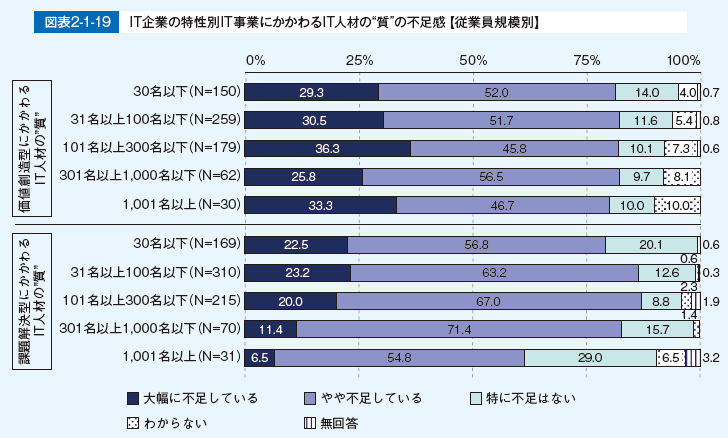 図表2-1-19 IT企業の特性別IT事業にかかわるIT人材の“質”の不足感【従業員規模別】
0% 25% 50% 75% 100%
価値創造型にかかわる
IT人材の“質”
30名以下(N=150) 29.3 52.0 14.0 4.0 0.7
31名以上100名以下(N=259) 30.5 51.7 11.6 5.4 0.8
101名以上300名以下(N=179) 36.3 45.8 10.1 7.3 0.6
301名以上1,000名以下(N=62) 25.8 56.5 9.7 8.1
1,001名以上(N=30) 33.3 46.7 10.0 10.0
課題解決型にかかわる
IT人材の“質”
30名以下(N=169) 22.5 56.8 20.1 0.6
0.6
31名以上100名以下(N=310) 23.2 63.2 12.6 0.3
2.3
101名以上300名以下(N=215) 20.0 67.0 8.8 1.9
1.4
301名以上1,000名以下(N=70) 11.4 71.4 15.7
1,001名以上(N=31) 6.5 54.8 29.0 6.5 3.2
大幅に不足している やや不足している 特に不足はない
わからない 無回答